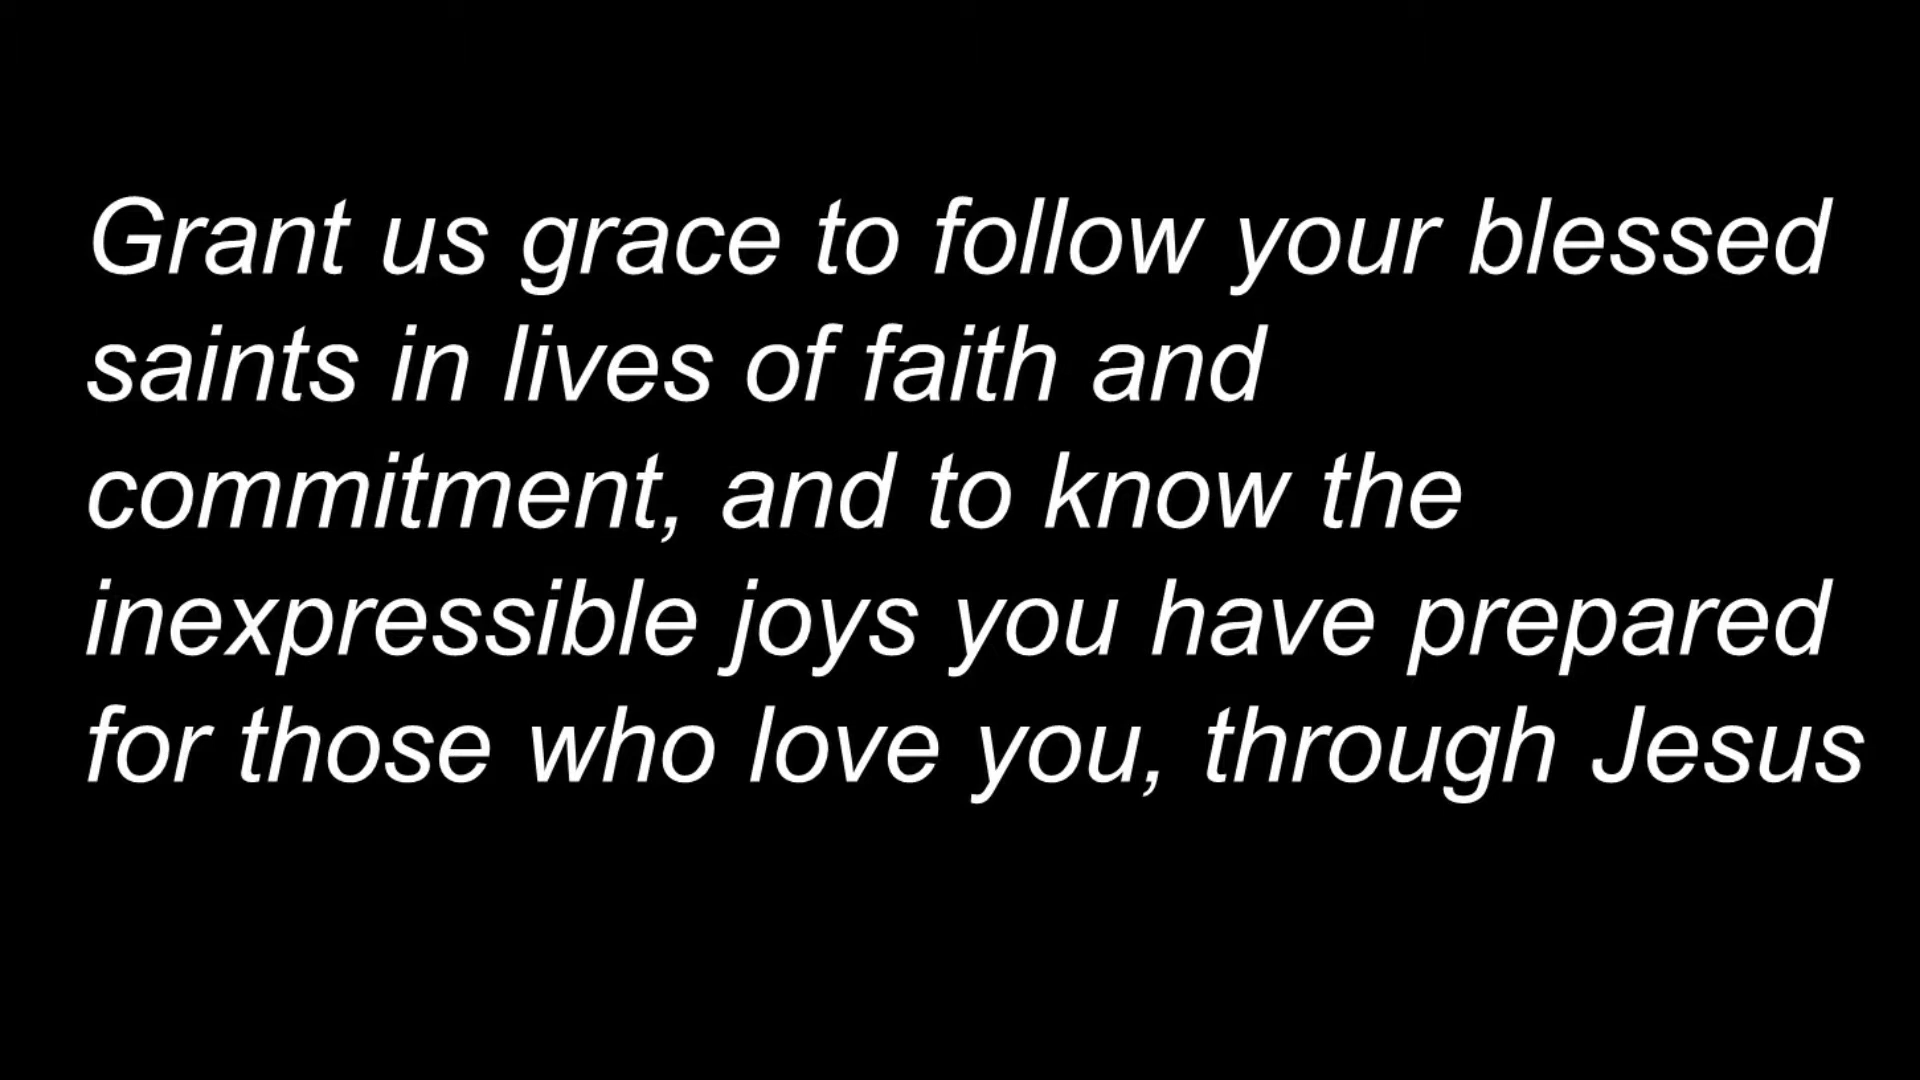 Grant us grace to follow your blessed
saints in lives of faith and
commitment, and to know the
inexpressible joys you have prepared
for those who love you, through Jesus